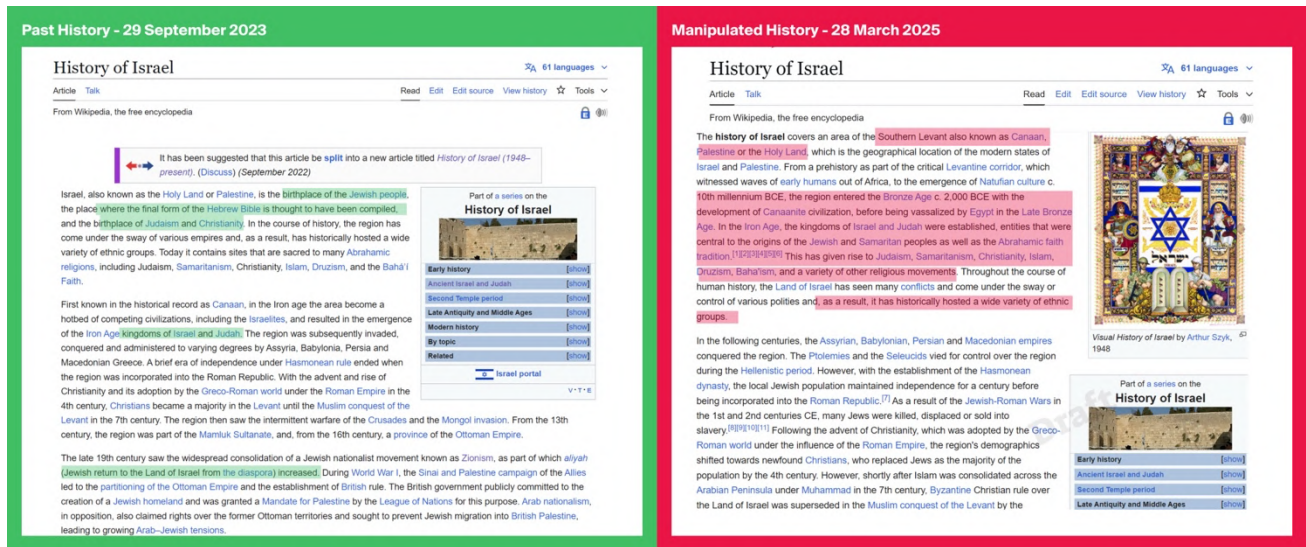 Past History - 29 September 2023
History of Israel
61 languages
Article Talk
Read Edit Edit source View history Tools
From Wikipedia, the free encyclopedia
It has been suggested that this article be split into a new article titled History of Israel (1948–
present). (Discuss) (September 2022)
Israel, also known as the Holy Land or Palestine, is the birthplace of the Jewish people,
the place where the final form of the Hebrew Bible is thought to have been compiled,
and the birthplace of Judaism and Christianity. In the course of history, the region has
come under the sway of various empires and, as a result, has historically hosted a wide
variety of ethnic groups. Today it contains sites that are sacred to many Abrahamic
religions, including Judaism, Samaritanism, Christianity, Islam, Druzism, and the Bahá'í
Faith.
First known in the historical record as Canaan, in the Iron age the area become a
hotbed of competing civilizations, including the Israelites, and resulted in the emergence
of the Iron Age kingdoms of Israel and Judah. The region was subsequently invaded,
conquered and administered to varying degrees by Assyria, Babylonia, Persia and
Macedonian Greece. A brief era of independence under Hasmonean rule ended when
the region was incorporated into the Roman Republic. With the advent and rise of
Christianity and its adoption by the Greco-Roman world under the Roman Empire in the
4th century, Christians became a majority in the Levant until the Muslim conquest of the
Levant in the 7th century. The region then saw the intermittent warfare of the Crusades and the Mongol invasion. From the 13th
century, the region was part of the Mamluk Sultanate, and, from the 16th century, a province of the Ottoman Empire.
The late 19th century saw the widespread consolidation of a Jewish nationalist movement known as Zionism, as part of which aliyah
(Jewish return to the Land of Israel from the diaspora) increased. During World War I, the Sinai and Palestine campaign of the Allies
led to the partitioning of the Ottoman Empire and the establishment of British rule. The British government publicly committed to the
creation of a Jewish homeland and was granted a Mandate for Palestine by the League of Nations for this purpose. Arab nationalism,
in opposition, also claimed rights over the former Ottoman territories and sought to prevent Jewish migration into British Palestine,
leading to growing Arab–Jewish tensions.
Part of a series on the
History of Israel
Early history [show]
Ancient Israel and Judah [show]
Second Temple period [show]
Late Antiquity and Middle Ages [show]
Modern history [show]
By topic [show]
Related [show]
Israel portal
V · T · E
Manipulated History - 28 March 2025
History of Israel
61 languages
Article Talk
Read Edit Edit source View history Tools
From Wikipedia, the free encyclopedia
The history of Israel covers an area of the Southern Levant also known as Canaan,
Palestine or the Holy Land, which is the geographical location of the modern states of
Israel and Palestine. From a prehistory as part of the critical Levantine corridor, which
witnessed waves of early humans out of Africa, to the emergence of Natufian culture c.
10th millennium BCE, the region entered the Bronze Age c. 2,000 BCE with the
development of Canaanite civilization, before being vassalized by Egypt in the Late Bronze
Age. In the Iron Age, the kingdoms of Israel and Judah were established, entities that were
central to the origins of the Jewish and Samaritan peoples as well as the Abrahamic faith
tradition.[1][2][3][4][5][6] This has given rise to Judaism, Samaritanism, Christianity, Islam,
Druzism, Baha'ism, and a variety of other religious movements. Throughout the course of
human history, the Land of Israel has seen many conflicts and come under the sway or
control of various polities and, as a result, it has historically hosted a wide variety of ethnic
groups.
In the following centuries, the Assyrian, Babylonian, Persian and Macedonian empires
conquered the region. The Ptolemies and the Seleucids vied for control over the region
during the Hellenistic period. However, with the establishment of the Hasmonean
dynasty, the local Jewish population maintained independence for a century before
being incorporated into the Roman Republic.[7] As a result of the Jewish-Roman Wars in
the 1st and 2nd centuries CE, many Jews were killed, displaced or sold into
slavery.[8][9][10][11] Following the advent of Christianity, which was adopted by the Greco-
Roman world under the influence of the Roman Empire, the region's demographics
shifted towards newfound Christians, who replaced Jews as the majority of the
population by the 4th century. However, shortly after Islam was consolidated across the
Arabian Peninsula under Muhammad in the 7th century, Byzantine Christian rule over
the Land of Israel was superseded in the Muslim conquest of the Levant by the
ישראל
Visual History of Israel by Arthur Szyk,
1948
Draft
Part of a series on the
History of Israel
Early history [show]
Ancient Israel and Judah [show]
Second Temple period [show]
Late Antiquity and Middle Ages [show]